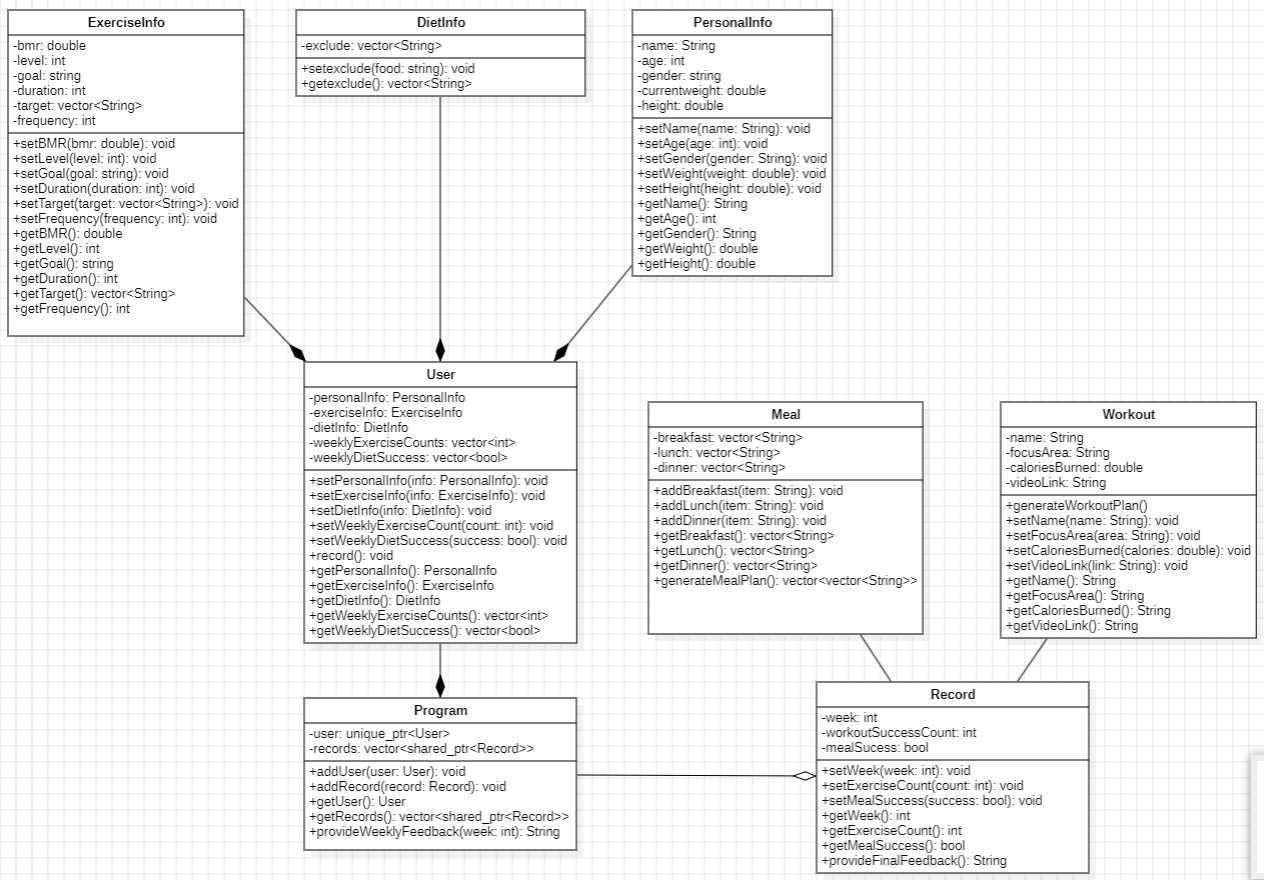 ExerciseInfo
-bmr: double
-level: int
-goal: string
-duration: int
-target: vector<String>
-frequency: int
+setBMR(bmr: double): void
+setLevel(level: int): void
+setGoal(goal: string): void
+setDuration(duration: int): void
+setTarget(target: vector<String>): void
+setFrequency(frequency: int): void
+getBMR(): double
+getLevel(): int
+getGoal(): string
+getDuration(): int
+getTarget(): vector<String>
+getFrequency(): int
DietInfo
-exclude: vector<String>
+setexclude(food: string): void
+getexclude(): vector<String>
PersonalInfo
-name: String
-age: int
-gender: string
-currentweight: double
-height: double
+setName(name: String): void
+setAge(age: int): void
+setGender(gender: String): void
+setWeight(weight: double): void
+setHeight(height: double): void
+getName(): String
+getAge(): int
+getGender(): String
+getWeight(): double
+getHeight(): double
User
-personalInfo: PersonalInfo
-exerciseInfo: ExerciseInfo
-dietInfo: DietInfo
-weeklyExerciseCounts: vector<int>
-weeklyDietSuccess: vector<bool>
+setPersonalInfo(info: PersonalInfo): void
+setExerciseInfo(info: ExerciseInfo): void
+setDietInfo(info: DietInfo): void
+setWeeklyExerciseCount(count: int): void
+setWeeklyDietSuccess(success: bool): void
+record(): void
+getPersonalInfo(): PersonalInfo
+getExerciseInfo(): ExerciseInfo
+getDietInfo(): DietInfo
+getWeeklyExerciseCounts(): vector<int>
+getWeeklyDietSuccess(): vector<bool>
Meal
-breakfast: vector<String>
-lunch: vector<String>
-dinner: vector<String>
+addBreakfast(item: String): void
+addLunch(item: String): void
+addDinner(item: String): void
+getBreakfast(): vector<String>
+getLunch(): vector<String>
+getDinner(): vector<String>
+generateMealPlan(): vector<vector<String>>
Workout
-name: String
-focusArea: String
-caloriesBurned: double
-videoLink: String
+generateWorkoutPlan()
+setName(name: String): void
+setFocusArea(area: String): void
+setCaloriesBurned(calories: double): void
+setVideoLink(link: String): void
+getName(): String
+getFocusArea(): String
+getCaloriesBurned(): String
+getVideoLink(): String
Program
-user: unique_ptr<User>
-records: vector<shared_ptr<Record>>
+addUser(user: User): void
+addRecord(record: Record): void
+getUser(): User
+getRecords(): vector<shared_ptr<Record>>
+provideWeeklyFeedback(week: int): String
Record
-week: int
-workoutSuccessCount: int
-mealSucess: bool
+setWeek(week: int): void
+setExerciseCount(count: int): void
+setMealSuccess(success: bool): void
+getWeek(): int
+getExerciseCount(): int
+getMealSuccess(): bool
+provideFinalFeedback(): String